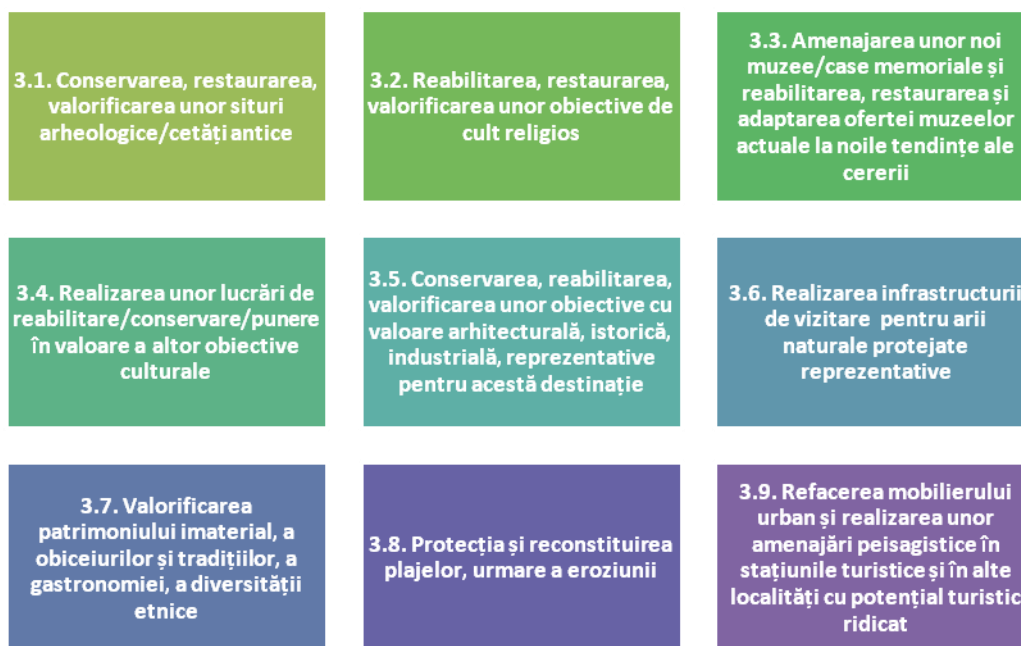 3.1. Conservarea, restaurarea,
valorificarea unor situri
arheologice/cetăți antice
3.2. Reabilitarea, restaurarea,
valorificarea unor obiective de
cult religios
3.3. Amenajarea unor noi
muzee/case memoriale și
reabilitarea, restaurarea și
adaptarea ofertei muzeelor
actuale la noile tendințe ale
cererii
3.4. Realizarea unor lucrări de
reabilitare/conservare/punere
în valoare a altor obiective
culturale
3.5. Conservarea, reabilitarea,
valorificarea unor obiective cu
valoare arhitecturală, istorică,
industrială, reprezentative
pentru acestă destinație
3.6. Realizarea infrastructurii
de vizitare pentru arii
naturale protejate
reprezentative
3.7. Valorificarea
patrimoniului imaterial, a
obiceiurilor și tradițiilor, a
gastronomiei, a diversității
etnice
3.8. Protecția și reconstituirea
plajelor, urmare a eroziunii
3.9. Refacerea mobilierului
urban și realizarea unor
amenajări peisagistice în
stațiunile turistice și în alte
localități cu potențial turistic
ridicat